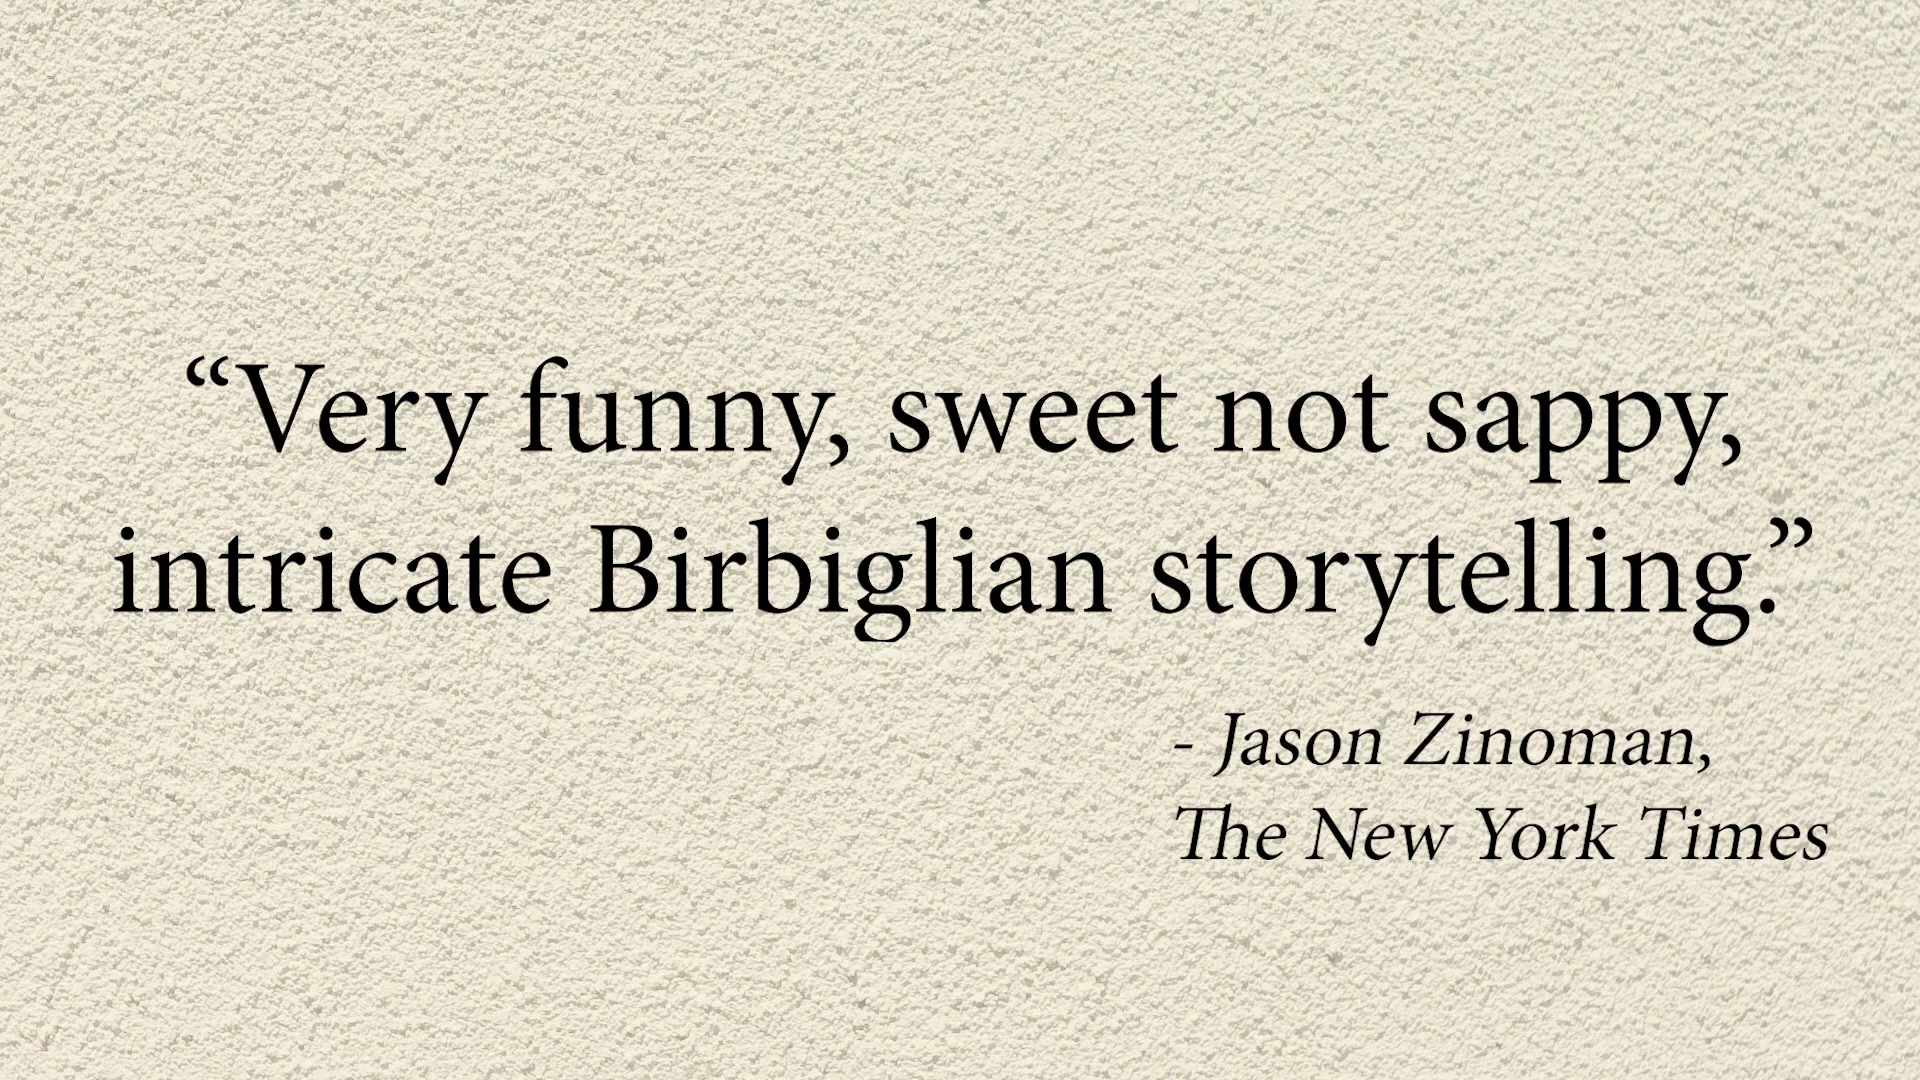 “Very funny, sweet not sappy,
intricate Birbiglian storytelling.”
- Jason Zinoman,
The New York Times